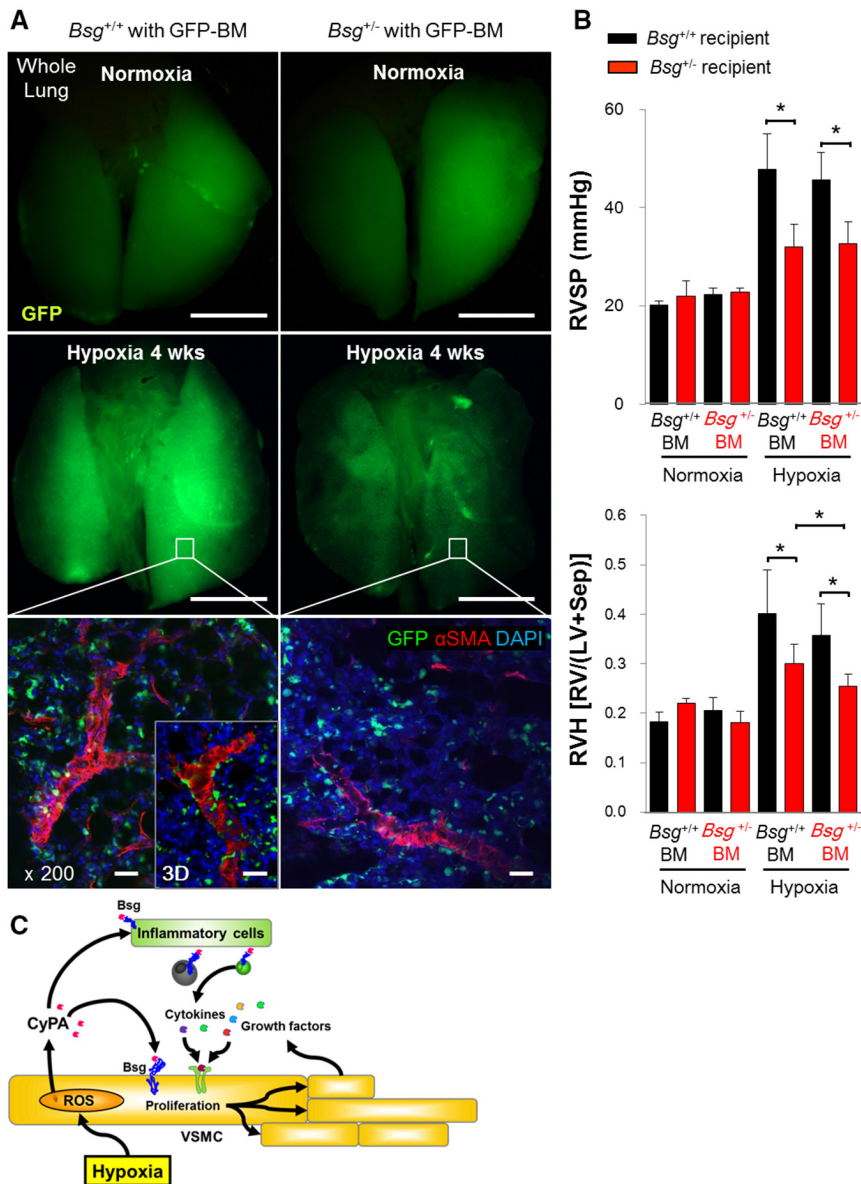 A
Bsg+/+ with GFP-BM
Bsg+/- with GFP-BM
Whole
Lung
Normoxia
Normoxia
GFP
Hypoxia 4 wks
Hypoxia 4 wks
GFP αSMA DAPI
x 200
3D
B
Bsg+/+ recipient
Bsg+/- recipient
RVSP (mmHg)
60
40
20
0
*
*
Bsg+/+ Bsg+/- Bsg+/+ Bsg+/-
BM BM BM BM
Normoxia Hypoxia
RVH [RV/(LV+Sep)]
0.6
0.5
0.4
0.3
0.2
0.1
0.0
*
*
*
Bsg+/+ Bsg+/- Bsg+/+ Bsg+/-
BM BM BM BM
Normoxia Hypoxia
C
Bsg
Inflammatory cells
CyPA
Cytokines
Growth factors
Bsg
ROS
Proliferation
VSMC
Hypoxia